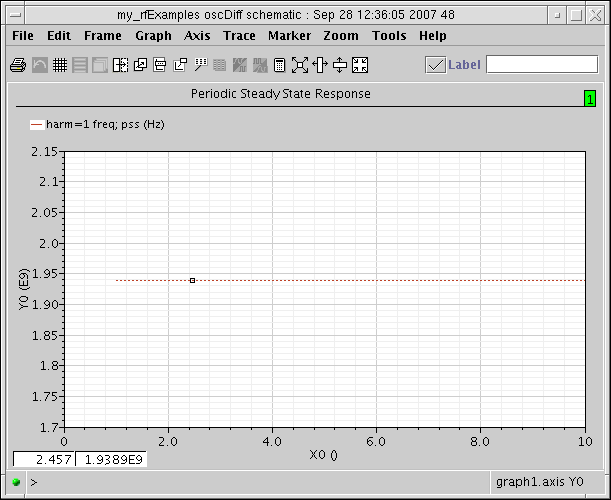 my_rfExamples oscDiff schematic : Sep 28 12:36:05 2007 48
File Edit Frame Graph Axis Trace Marker Zoom Tools Help
Label
Periodic Steady State Response
1
harm=1 freq; pss (Hz)
2.15
2.1
2.05
2.0
1.95
1.90
1.85
1.8
1.75
1.7
Y0 (E9)
0 2.0 4.0 6.0 8.0 10
X0 ()
2.457 1.9389E9
> graph1.axis Y0